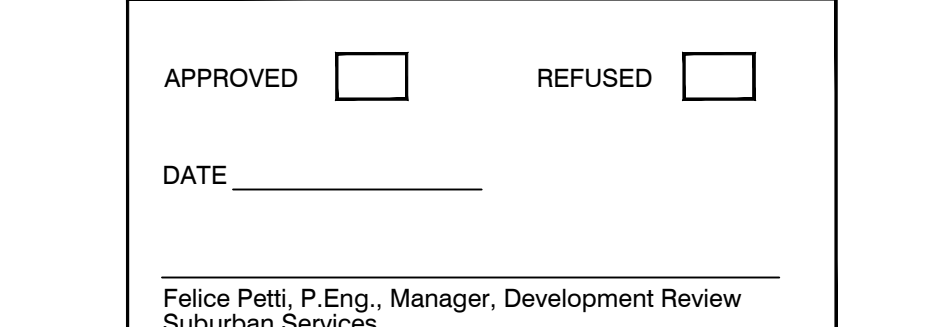 APPROVED REFUSED
DATE
Felice Petti, P.Eng., Manager, Development Review
Suburban Services